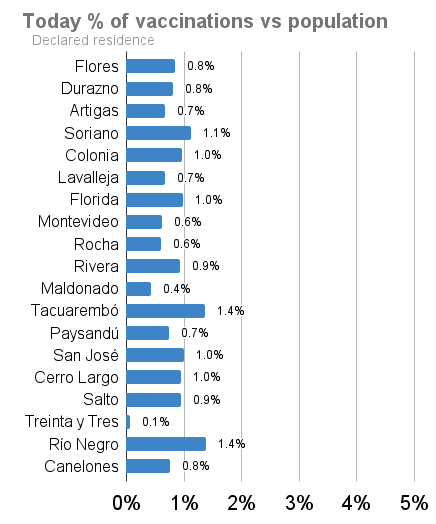 Today % of vaccinations vs population
Declared residence
Flores 0.8%
Durazno 0.8%
Artigas 0.7%
Soriano 1.1%
Colonia 1.0%
Lavalleja 0.7%
Florida 1.0%
Montevideo 0.6%
Rocha 0.6%
Rivera 0.9%
Maldonado 0.4%
Tacuarembó 1.4%
Paysandú 0.7%
San José 1.0%
Cerro Largo 1.0%
Salto 0.9%
Treinta y Tres 0.1%
Río Negro 1.4%
Canelones 0.8%
0% 1% 2% 3% 4% 5%